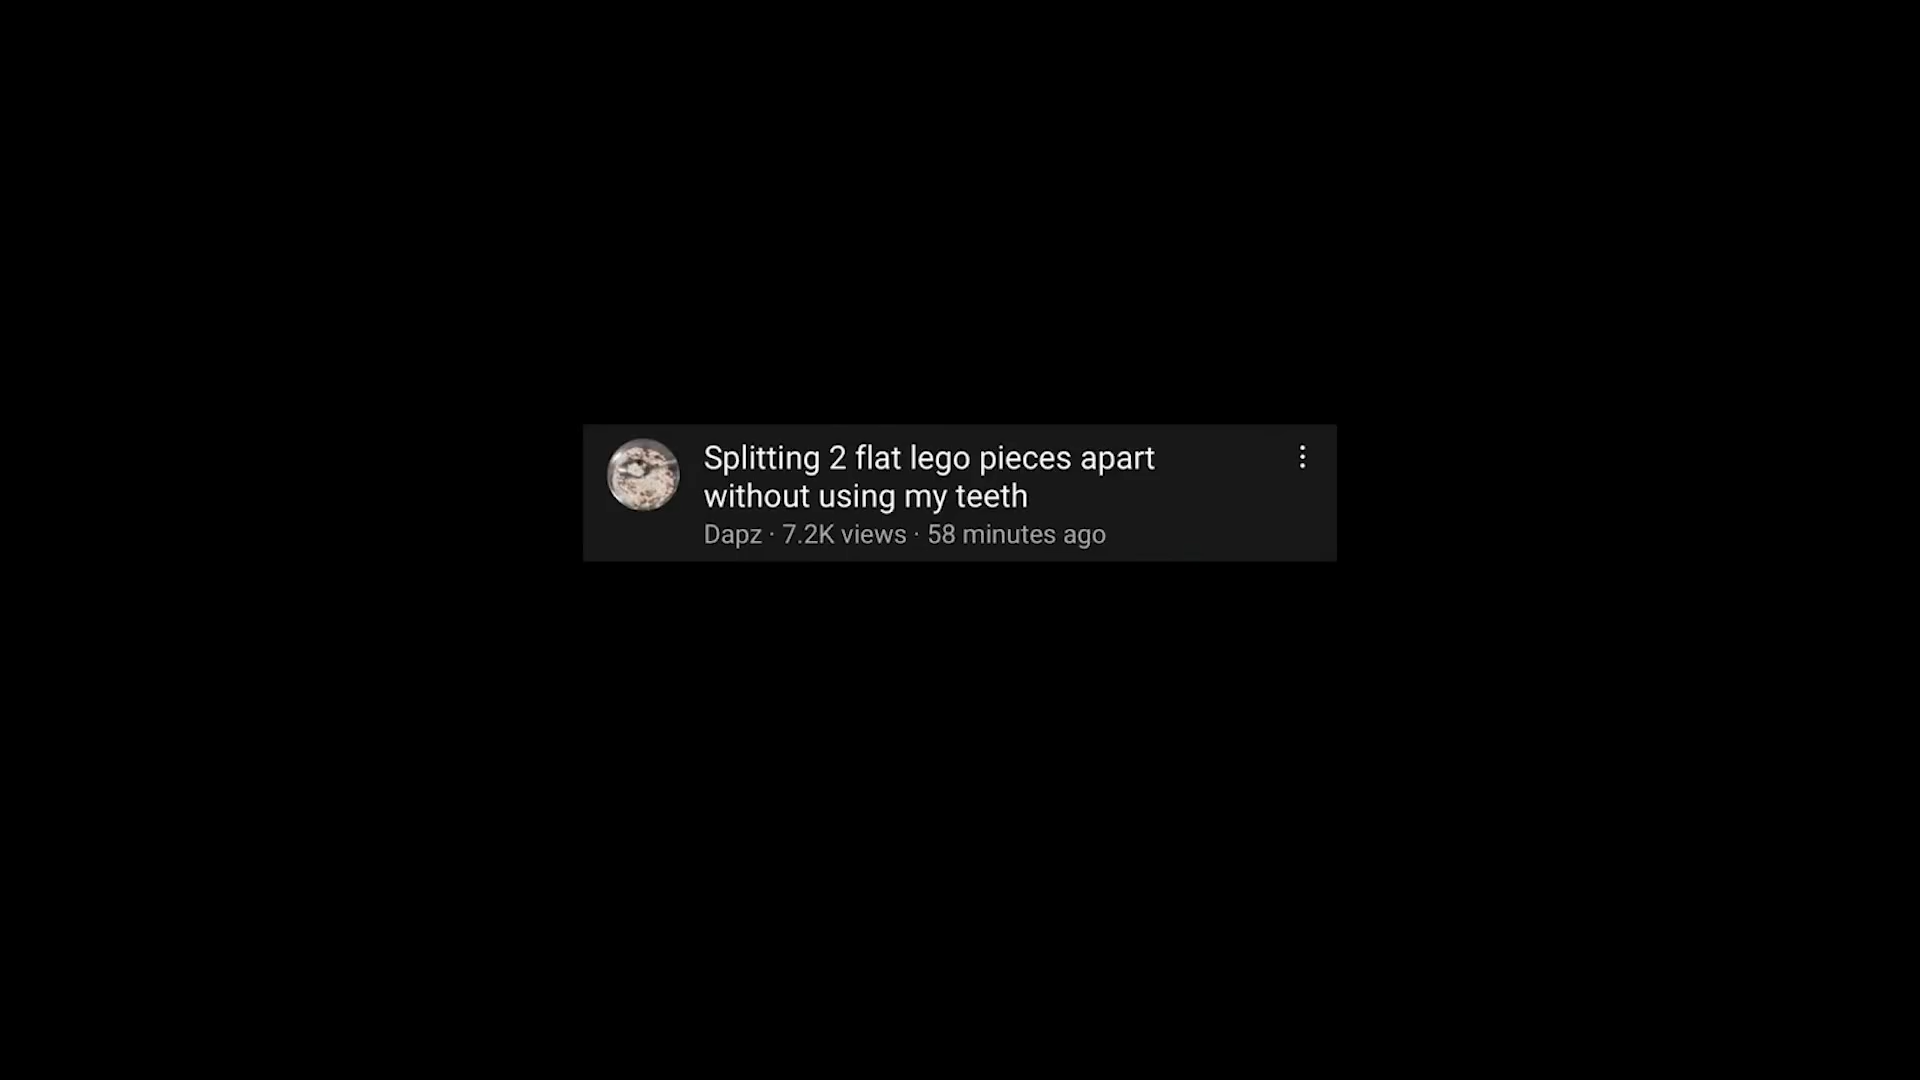 Splitting 2 flat lego pieces apart
without using my teeth
Dapz · 7.2K views · 58 minutes ago